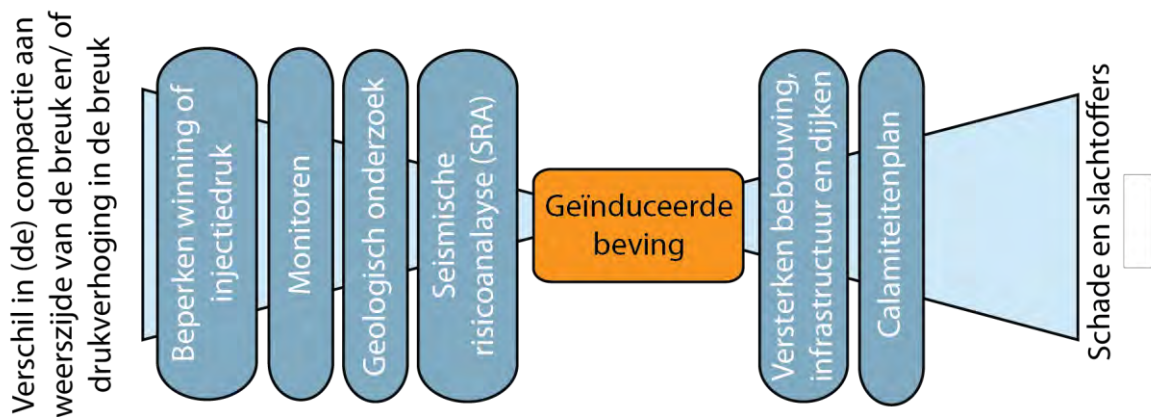 Verschil in (de) compactie aan
weerszijde van de breuk en/ of
drukverhoging in de breuk
Beperken winning of
injectiedruk
Monitoren
Geologisch onderzoek
Seismische
risicoanalayse (SRA)
Geïnduceerde
beving
Versterken bebouwing,
infrastructuur en dijken
Calamiteitenplan
Schade en slachtoffers